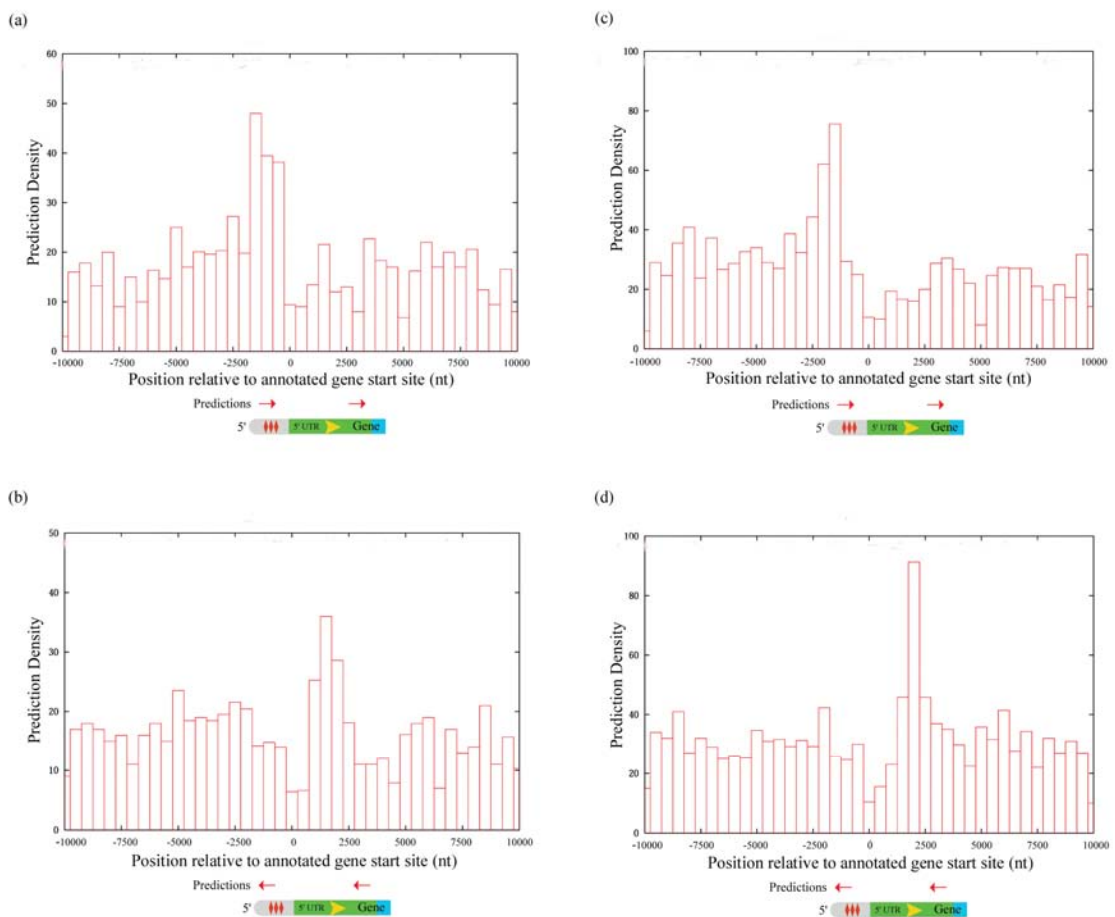 (a)
60
50
40
30
20
10
0
Prediction Density
-10000 -7500 -5000 -2500 0 2500 5000 7500 10000
Position relative to annotated gene start site (nt)
Predictions
5' 5' UTR Gene
(b)
50
40
30
20
10
0
Prediction Density
-10000 -7500 -5000 -2500 0 2500 5000 7500 10000
Position relative to annotated gene start site (nt)
Predictions
5' 5' UTR Gene
(c)
100
80
60
40
20
0
Prediction Density
-10000 -7500 -5000 -2500 0 2500 5000 7500 10000
Position relative to annotated gene start site (nt)
Predictions
5' 5' UTR Gene
(d)
100
80
60
40
20
0
Prediction Density
-10000 -7500 -5000 -2500 0 2500 5000 7500 10000
Position relative to annotated gene start site (nt)
Predictions
5' 5' UTR Gene